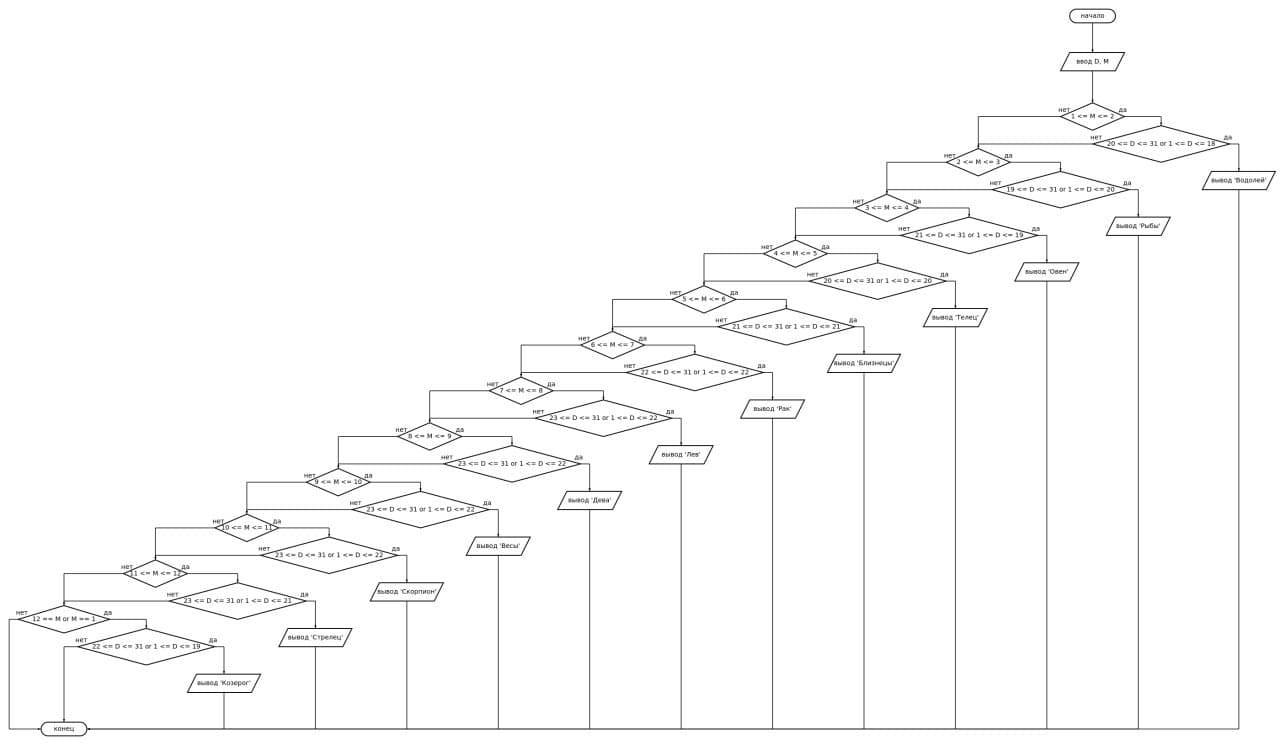 начало
ввод D, M
нет
да
1 <= M <= 2
нет
20 <= D <= 31 or 1 <= D <= 18
да
вывод 'Водолей'
нет
2 <= M <= 3
да
нет
19 <= D <= 31 or 1 <= D <= 20
да
вывод 'Рыбы'
нет
3 <= M <= 4
да
нет
21 <= D <= 31 or 1 <= D <= 19
да
вывод 'Овен'
нет
4 <= M <= 5
да
нет
20 <= D <= 31 or 1 <= D <= 20
да
вывод 'Телец'
нет
5 <= M <= 6
да
нет
21 <= D <= 31 or 1 <= D <= 21
да
вывод 'Близнецы'
нет
6 <= M <= 7
да
нет
22 <= D <= 31 or 1 <= D <= 22
да
вывод 'Рак'
нет
7 <= M <= 8
да
нет
23 <= D <= 31 or 1 <= D <= 22
да
вывод 'Лев'
нет
8 <= M <= 9
да
нет
23 <= D <= 31 or 1 <= D <= 22
да
вывод 'Дева'
нет
9 <= M <= 10
да
нет
23 <= D <= 31 or 1 <= D <= 22
да
вывод 'Весы'
нет
10 <= M <= 11
да
нет
23 <= D <= 31 or 1 <= D <= 22
да
вывод 'Скорпион'
нет
11 <= M <= 12
да
нет
23 <= D <= 31 or 1 <= D <= 21
да
вывод 'Стрелец'
нет
12 == M or M == 1
да
нет
22 <= D <= 31 or 1 <= D <= 19
да
вывод 'Козерог'
конец